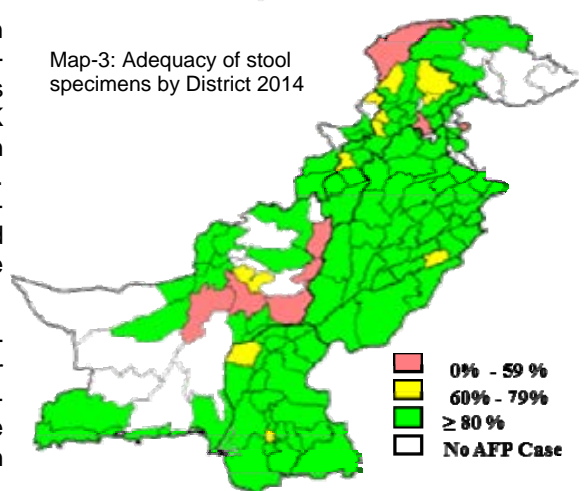 Map-3: Adequacy of stool
specimens by District 2014
0% - 59 %
60% - 79%
≥ 80 %
No AFP Case